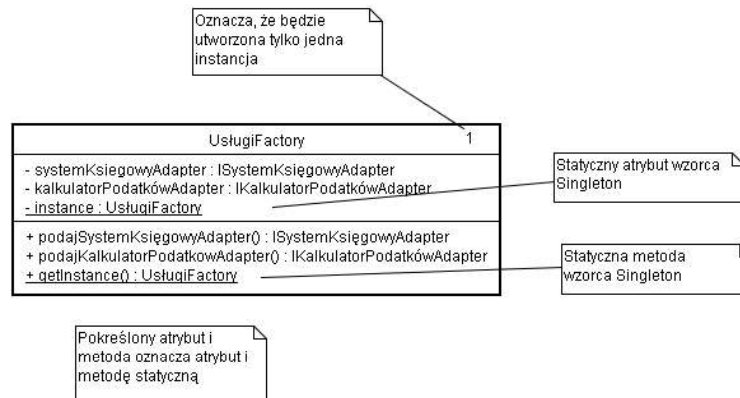 Oznacza, że będzie
utworzona tylko jedna
instancja
UsługiFactory
1
- systemKsiegowyAdapter : ISystemKsięgowyAdapter
- kalkulatorPodatkówAdapter : IKalkulatorPodatkówAdapter
- instance : UsługiFactory
Statyczny atrybut wzorca
Singleton
+ podajSystemKsięgowyAdapter() : ISystemKsięgowyAdapter
+ podajKalkulatorPodatkowAdapter() : IKalkulatorPodatkówAdapter
+ getInstance() : UsługiFactory
Statyczna metoda
wzorca Singleton
Pokreślony atrybut i
metoda oznacza atrybut i
metodę statyczną